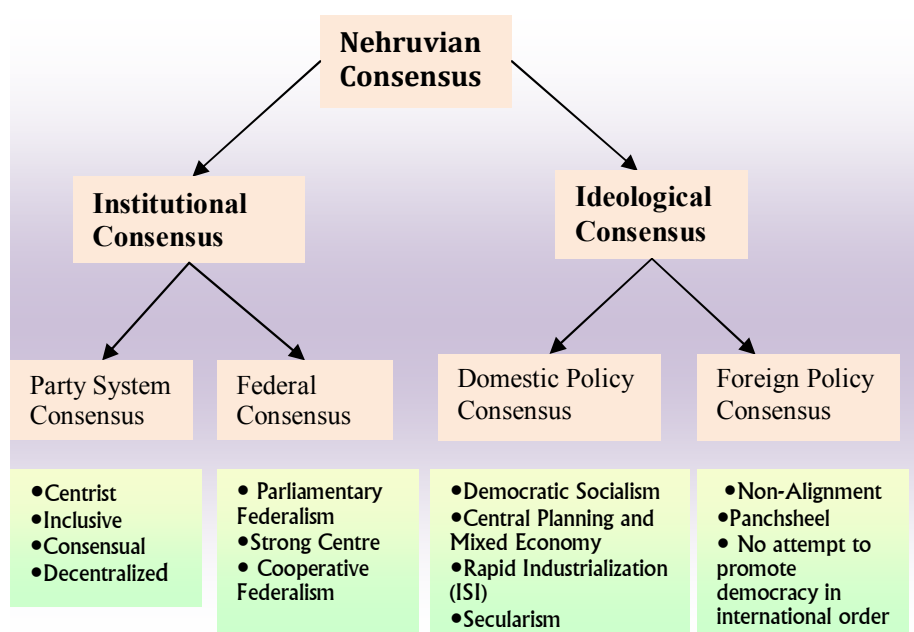 Nehruvian
Consensus
Institutional
Consensus
Ideological
Consensus
Party System
Consensus
Federal
Consensus
Domestic Policy
Consensus
Foreign Policy
Consensus
•Centrist
•Inclusive
•Consensual
•Decentralized
• Parliamentary
Federalism
•Strong Centre
• Cooperative
Federalism
•Democratic Socialism
•Central Planning and
Mixed Economy
•Rapid Industrialization
(ISI)
•Secularism
•Non-Alignment
•Panchsheel
• No attempt to
promote
democracy in
international order